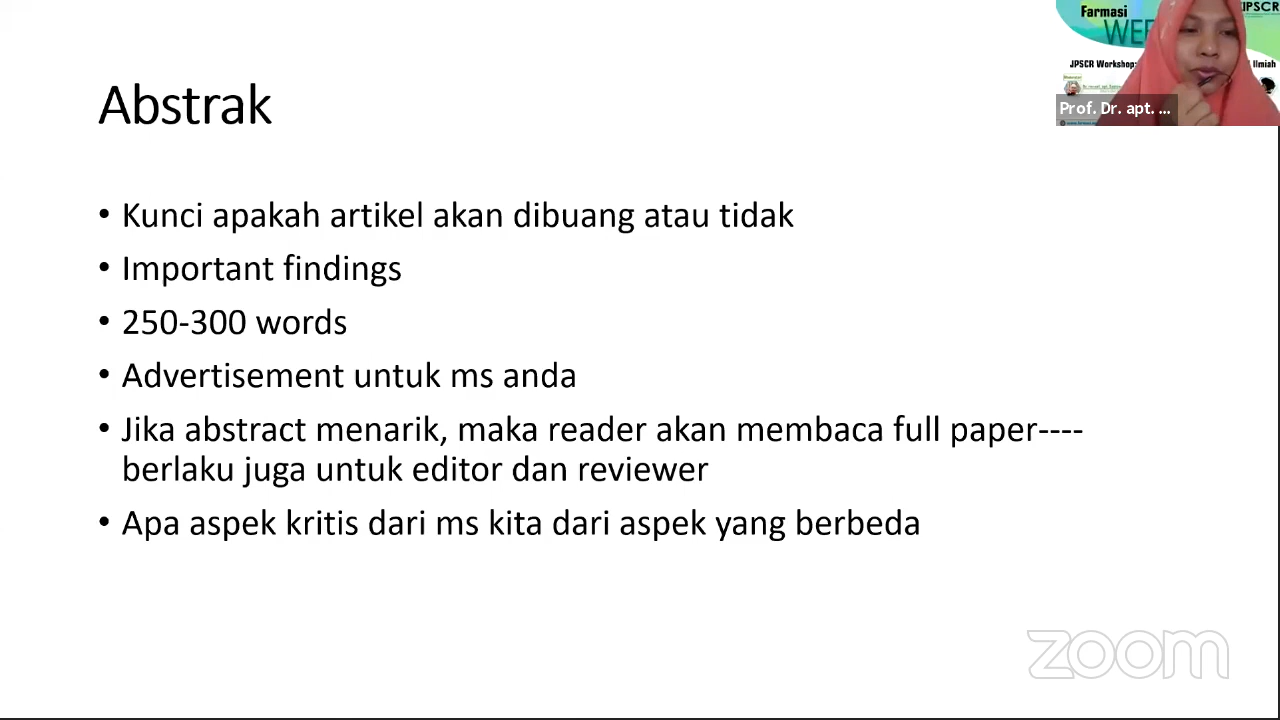 Abstrak
• Kunci apakah artikel akan dibuang atau tidak
• Important findings
• 250-300 words
• Advertisement untuk ms anda
• Jika abstract menarik, maka reader akan membaca full paper----
berlaku juga untuk editor dan reviewer
• Apa aspek kritis dari ms kita dari aspek yang berbeda
Farmasi
JPSCR
WEB
JPSCR Workshop:
Ilmiah
Prof. Dr. apt. ...
zoom